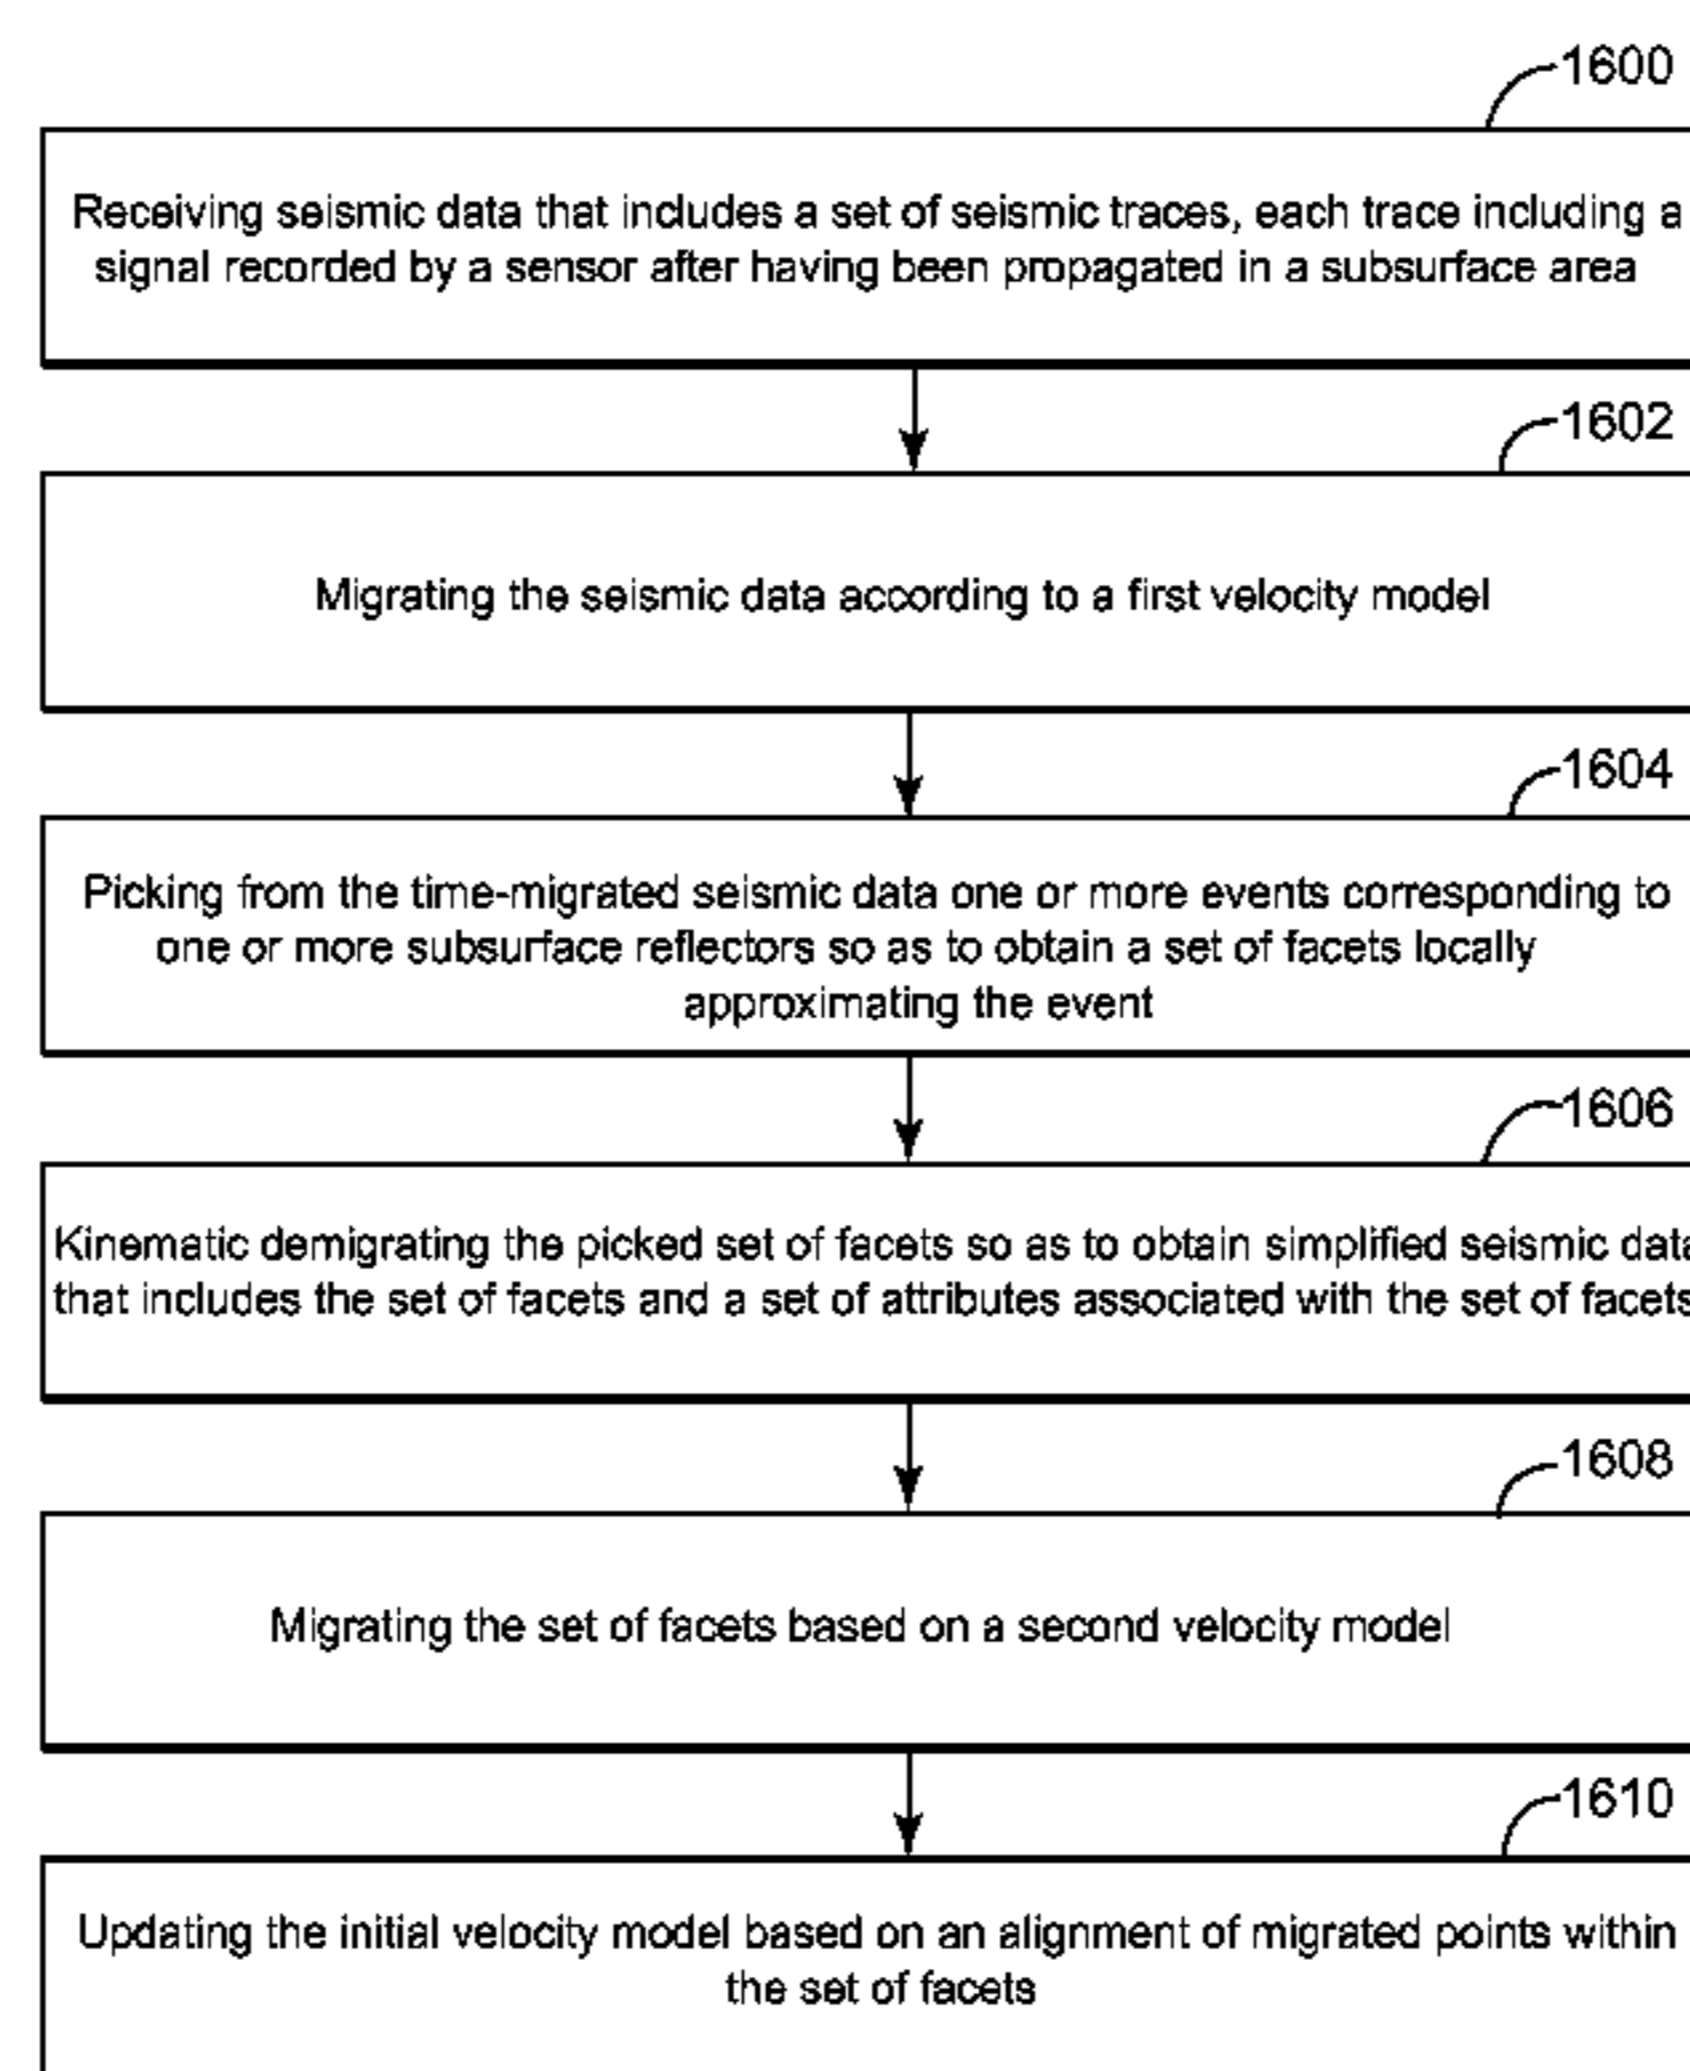 1600
Receiving seismic data that includes a set of seismic traces, each trace including a
signal recorded by a sensor after having been propagated in a subsurface area
1602
Migrating the seismic data according to a first velocity model
1604
Picking from the time-migrated seismic data one or more events corresponding to
one or more subsurface reflectors so as to obtain a set of facets locally
approximating the event
1606
Kinematic demigrating the picked set of facets so as to obtain simplified seismic data
that includes the set of facets and a set of attributes associated with the set of facets
1608
Migrating the set of facets based on a second velocity model
1610
Updating the initial velocity model based on an alignment of migrated points within
the set of facets